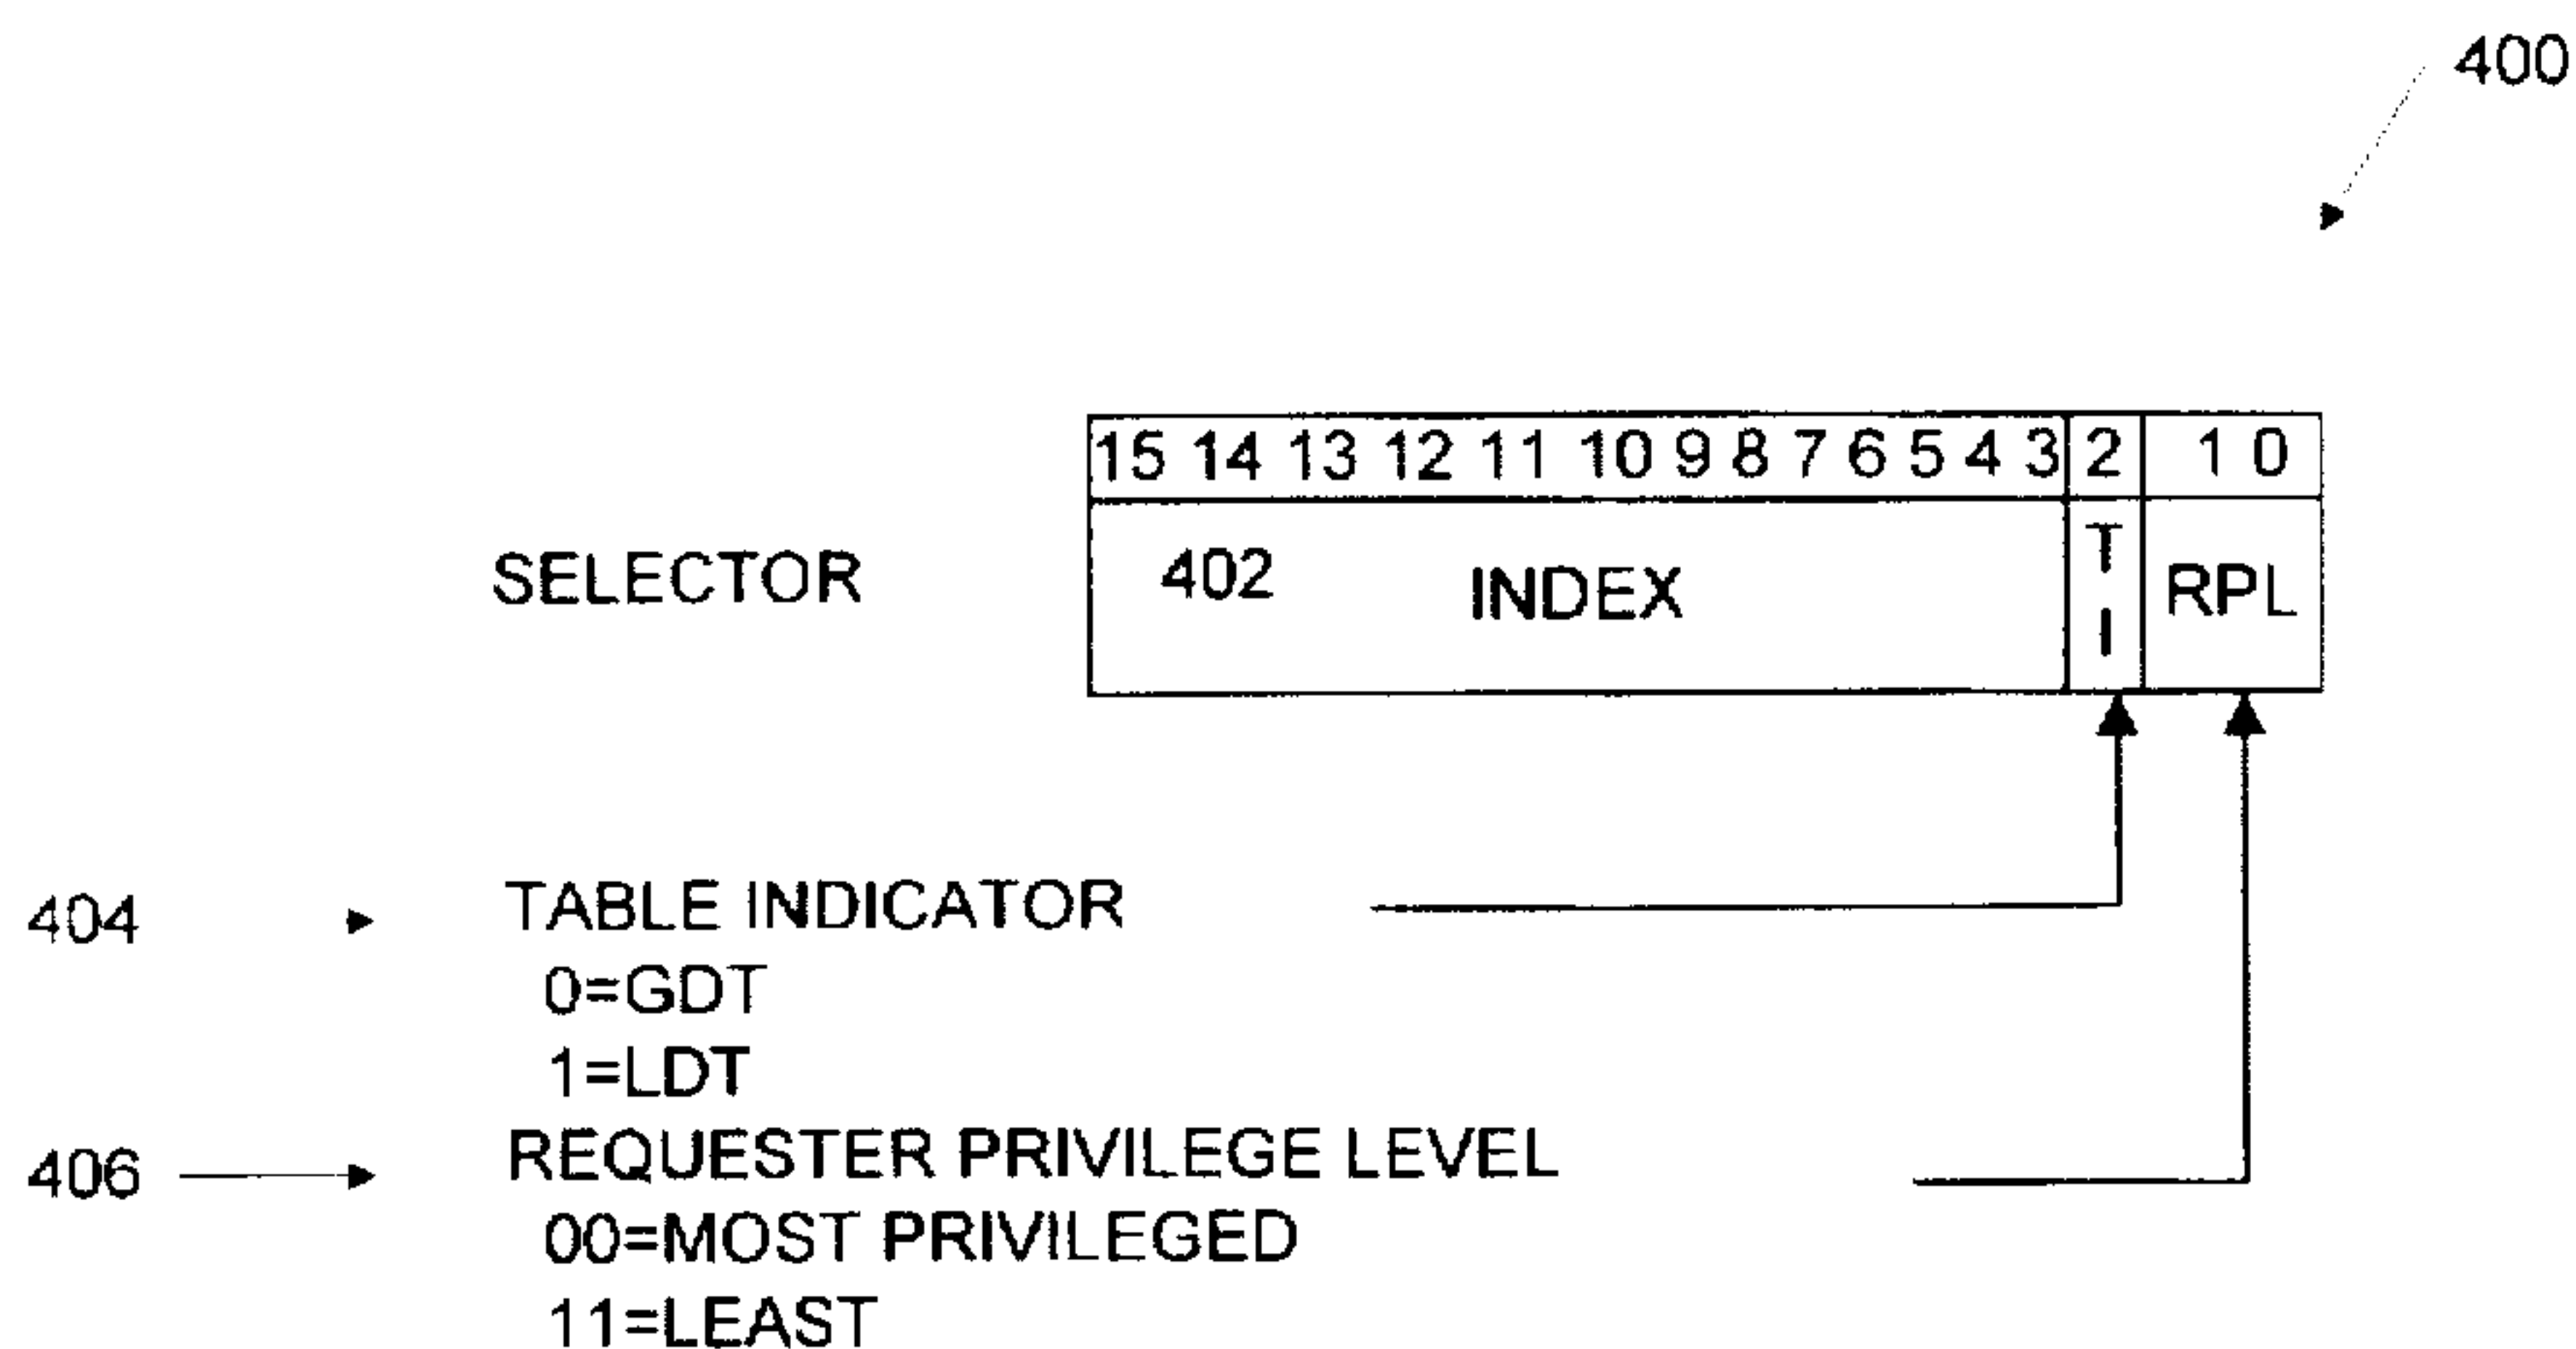 400
15 14 13 12 11 10 9 8 7 6 5 4 3 2 1 0
SELECTOR 402 INDEX TI RPL
404 TABLE INDICATOR
0=GDT
1=LDT
406 REQUESTER PRIVILEGE LEVEL
00=MOST PRIVILEGED
11=LEAST